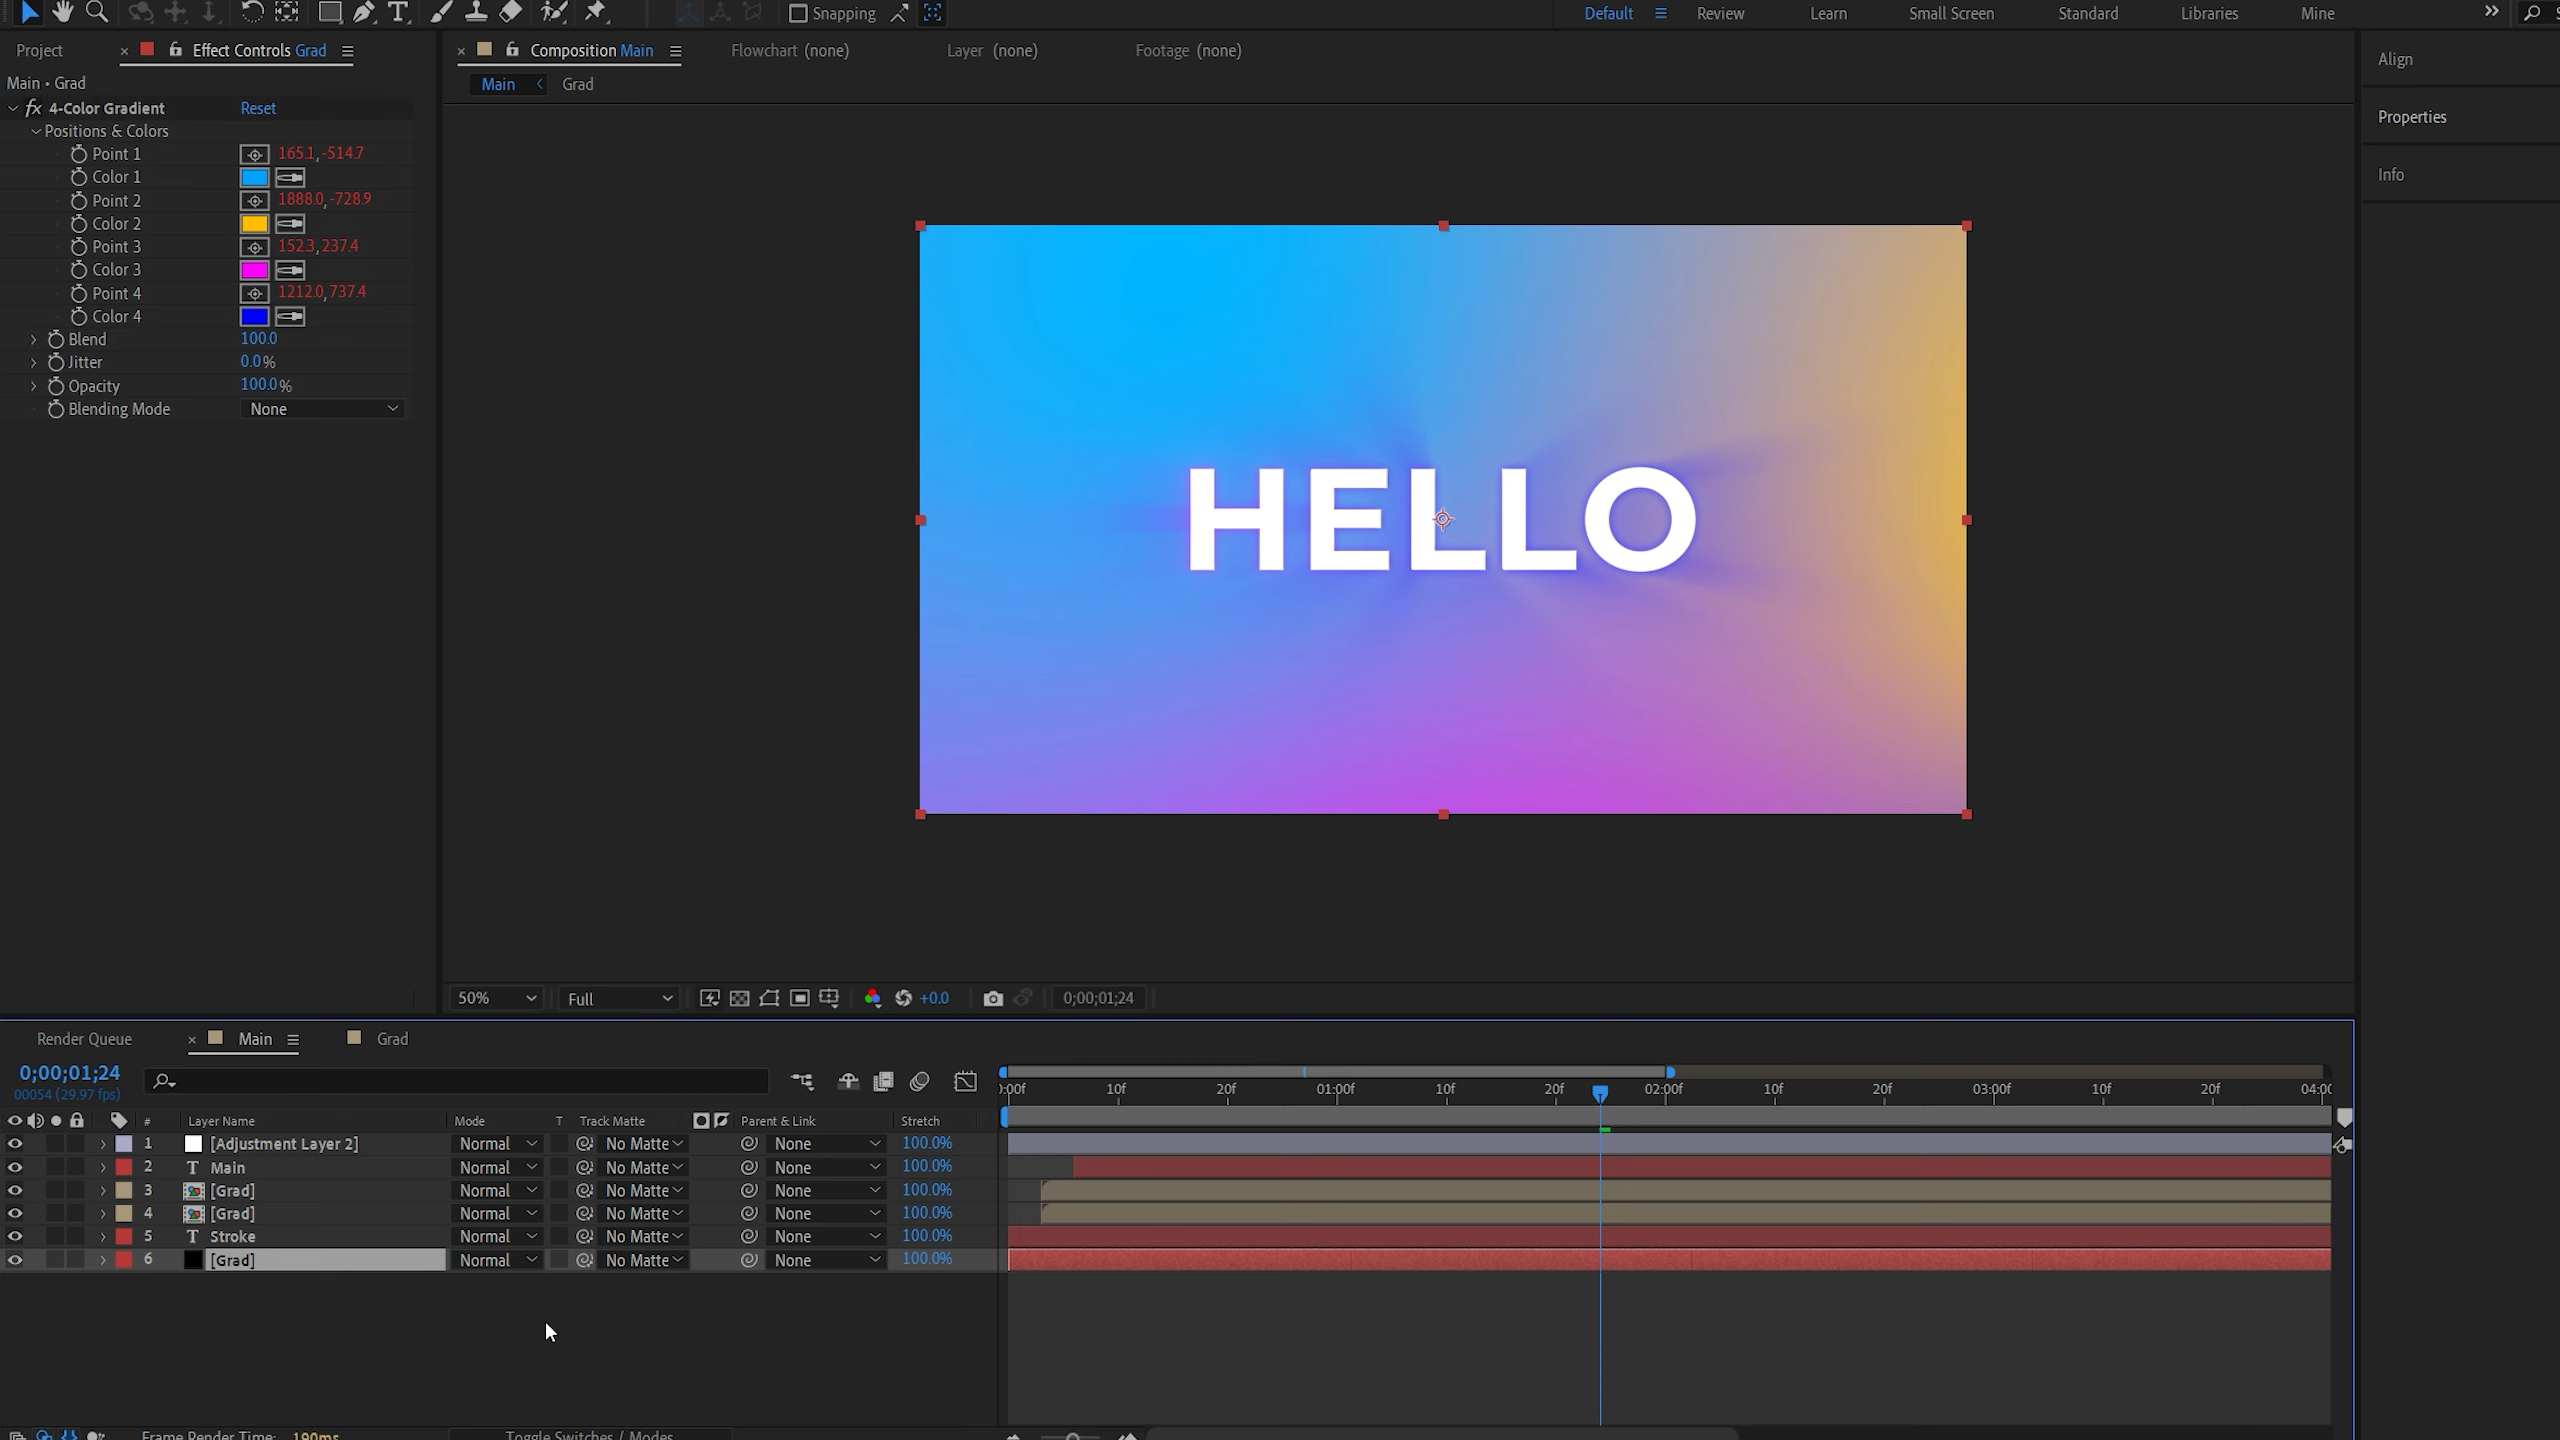 Snapping
Default Review Learn Small Screen Standard Libraries Mine
Project Effect Controls Grad
Composition Main Flowchart (none) Layer (none) Footage (none)
Align
Main • Grad
Main Grad
4-Color Gradient Reset
Properties
Positions & Colors
Point 1 165.1, -514.7
Color 1
Info
Point 2 1888.0, -728.9
Color 2
Point 3 152.3, 237.4
Color 3
Point 4 1212.0, 737.4
Color 4
Blend 100.0
Jitter 0.0%
Opacity 100.0%
Blending Mode None
HELLO
50% Full +0.0 0;00;01;24
Render Queue Main Grad
0;00;01;24
00054 (29.97 fps)
:00f 10f 20f 01:00f 10f 20f 02:00f 10f 20f 03:00f 10f 20f 04:00
# Layer Name Mode T Track Matte Parent & Link Stretch
1 [Adjustment Layer 2] Normal No Matte None 100.0%
2 T Main Normal No Matte None 100.0%
3 [Grad] Normal No Matte None 100.0%
4 [Grad] Normal No Matte None 100.0%
5 T Stroke Normal No Matte None 100.0%
6 [Grad] Normal No Matte None 100.0%
Frame Render Time: 190ms Toggle Switches / Modes